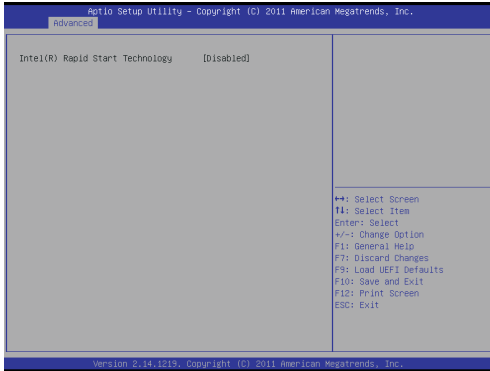 Aptio Setup Utility – Copyright (C) 2011 American Megatrends, Inc.
Advanced
Intel(R) Rapid Start Technology [Disabled]
↔: Select Screen
↑↓: Select Item
Enter: Select
+/-: Change Option
F1: General Help
F7: Discard Changes
F9: Load UEFI Defaults
F10: Save and Exit
F12: Print Screen
ESC: Exit
Version 2.14.1219. Copyright (C) 2011 American Megatrends, Inc.